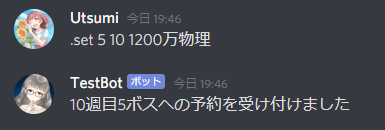 Utsumi 今日 19:46
.set 5 10 1200万物理
TestBot ボット 今日 19:46
10週目5ボスへの予約を受け付けました